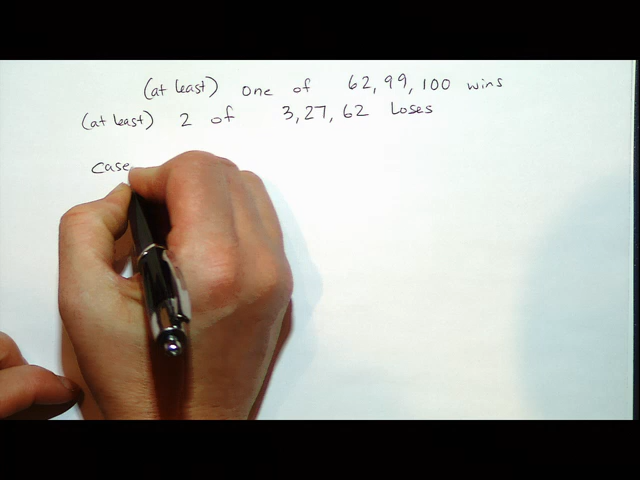 (at least) one of 62, 99, 100 wins
(at least) 2 of 3, 27, 62 loses
case